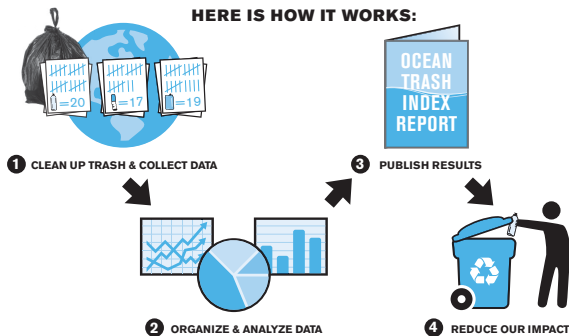 HERE IS HOW IT WORKS:
=20
=17
=19
OCEAN
TRASH
INDEX
REPORT
1 CLEAN UP TRASH & COLLECT DATA
3 PUBLISH RESULTS
2 ORGANIZE & ANALYZE DATA
4 REDUCE OUR IMPACT